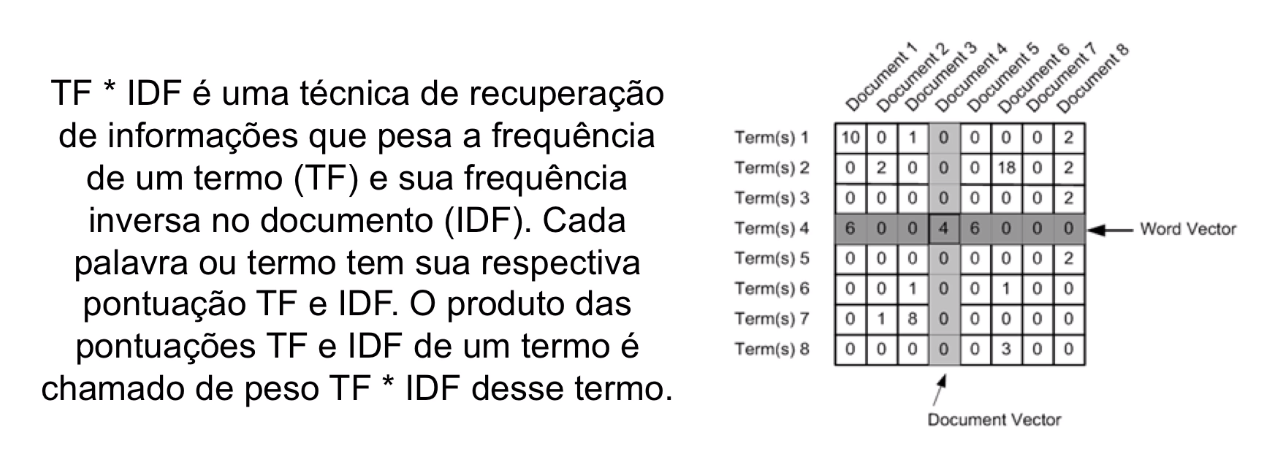 TF * IDF é uma técnica de recuperação
de informações que pesa a frequência
de um termo (TF) e sua frequência
inversa no documento (IDF). Cada
palavra ou termo tem sua respectiva
pontuação TF e IDF. O produto das
pontuações TF e IDF de um termo é
chamado de peso TF * IDF desse termo.
Document 1
Document 2
Document 3
Document 4
Document 5
Document 6
Document 7
Document 8
Term(s) 1 10 0 1 0 0 0 0 2
Term(s) 2 0 2 0 0 0 18 0 2
Term(s) 3 0 0 0 0 0 0 0 2
Term(s) 4 6 0 0 4 6 0 0 0 Word Vector
Term(s) 5 0 0 0 0 0 0 0 2
Term(s) 6 0 0 1 0 0 1 0 0
Term(s) 7 0 1 8 0 0 0 0 0
Term(s) 8 0 0 0 0 0 3 0 0
Document Vector